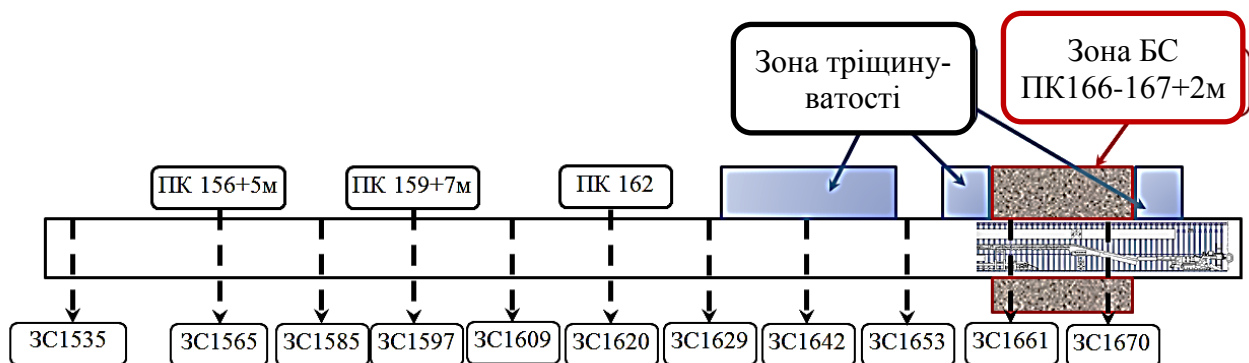 Зона тріщину-
ватості
Зона БС
ПК166-167+2м
ПК 156+5м
ПК 159+7м
ПК 162
ЗС1535
ЗС1565
ЗС1585
ЗС1597
ЗС1609
ЗС1620
ЗС1629
ЗС1642
ЗС1653
ЗС1661
ЗС1670